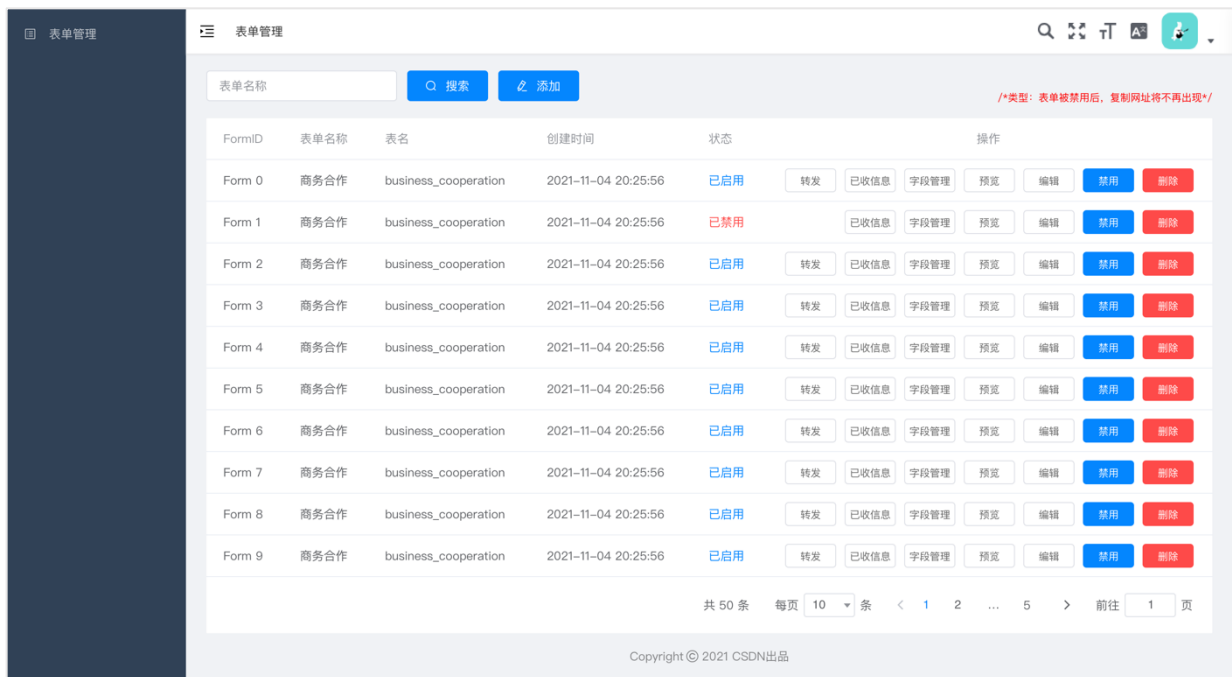 表单管理
表单管理
表单名称 搜索 添加
/*类型：表单被禁用后，复制网址将不再出现*/
FormID 表单名称 表名 创建时间 状态 操作
Form 0 商务合作 business_cooperation 2021-11-04 20:25:56 已启用 转发 已收信息 字段管理 预览 编辑 禁用 删除
Form 1 商务合作 business_cooperation 2021-11-04 20:25:56 已禁用 已收信息 字段管理 预览 编辑 禁用 删除
Form 2 商务合作 business_cooperation 2021-11-04 20:25:56 已启用 转发 已收信息 字段管理 预览 编辑 禁用 删除
Form 3 商务合作 business_cooperation 2021-11-04 20:25:56 已启用 转发 已收信息 字段管理 预览 编辑 禁用 删除
Form 4 商务合作 business_cooperation 2021-11-04 20:25:56 已启用 转发 已收信息 字段管理 预览 编辑 禁用 删除
Form 5 商务合作 business_cooperation 2021-11-04 20:25:56 已启用 转发 已收信息 字段管理 预览 编辑 禁用 删除
Form 6 商务合作 business_cooperation 2021-11-04 20:25:56 已启用 转发 已收信息 字段管理 预览 编辑 禁用 删除
Form 7 商务合作 business_cooperation 2021-11-04 20:25:56 已启用 转发 已收信息 字段管理 预览 编辑 禁用 删除
Form 8 商务合作 business_cooperation 2021-11-04 20:25:56 已启用 转发 已收信息 字段管理 预览 编辑 禁用 删除
Form 9 商务合作 business_cooperation 2021-11-04 20:25:56 已启用 转发 已收信息 字段管理 预览 编辑 禁用 删除
共 50 条 每页 10 条 < 1 2 ... 5 > 前往 1 页
Copyright © 2021 CSDN出品